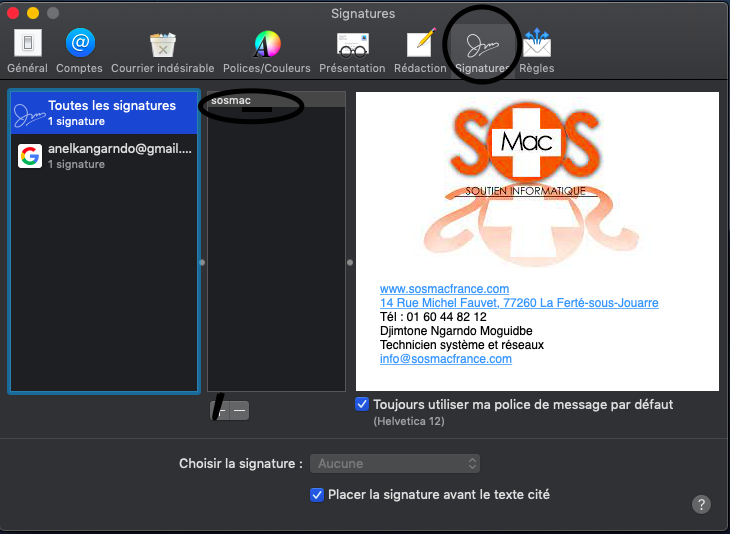 Signatures
Général
Comptes
Courrier indésirable
Polices/Couleurs
Présentation
Rédaction
Signatures
Règles
Toutes les signatures
1 signature
anelkangarndo@gmail....
1 signature
sosmac
SOS
Mac
SOUTIEN INFORMATIQUE
www.sosmacfrance.com
14 Rue Michel Fauvet, 77260 La Ferté-sous-Jouarre
Tél : 01 60 44 82 12
Djimtone Ngarndo Moguidbe
Technicien système et réseaux
info@sosmacfrance.com
Toujours utiliser ma police de message par défaut
(Helvetica 12)
Choisir la signature :
Aucune
Placer la signature avant le texte cité
?